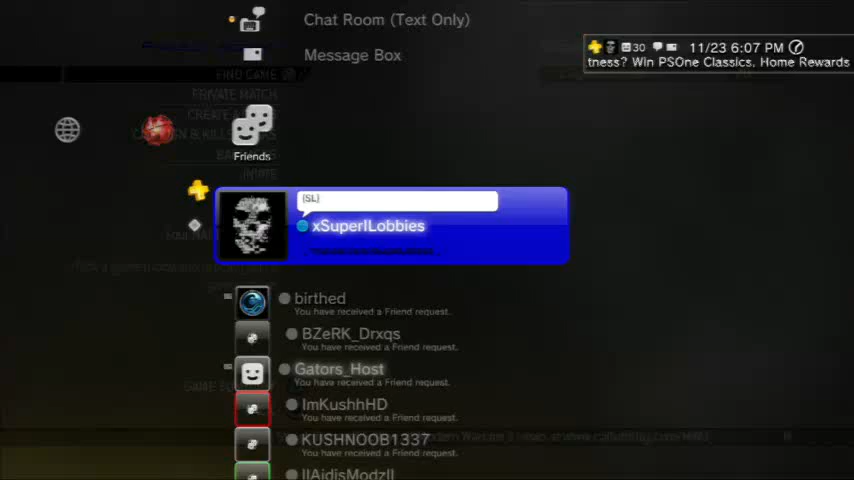 Chat Room (Text Only)
Message Box
30 11/23 6:07 PM
tness? Win PSOne Classics, Home Rewards
FIND GAME
PRIVATE MATCH
Friends
INVITE
(SL)
xSuperILobbies
birthed
You have received a Friend request.
BZeRK_Drxqs
You have received a Friend request.
Gators_Host
You have received a Friend request.
ImKushhHD
You have received a Friend request.
KUSHNOOB1337
You have received a Friend request.
IIAidisModzII